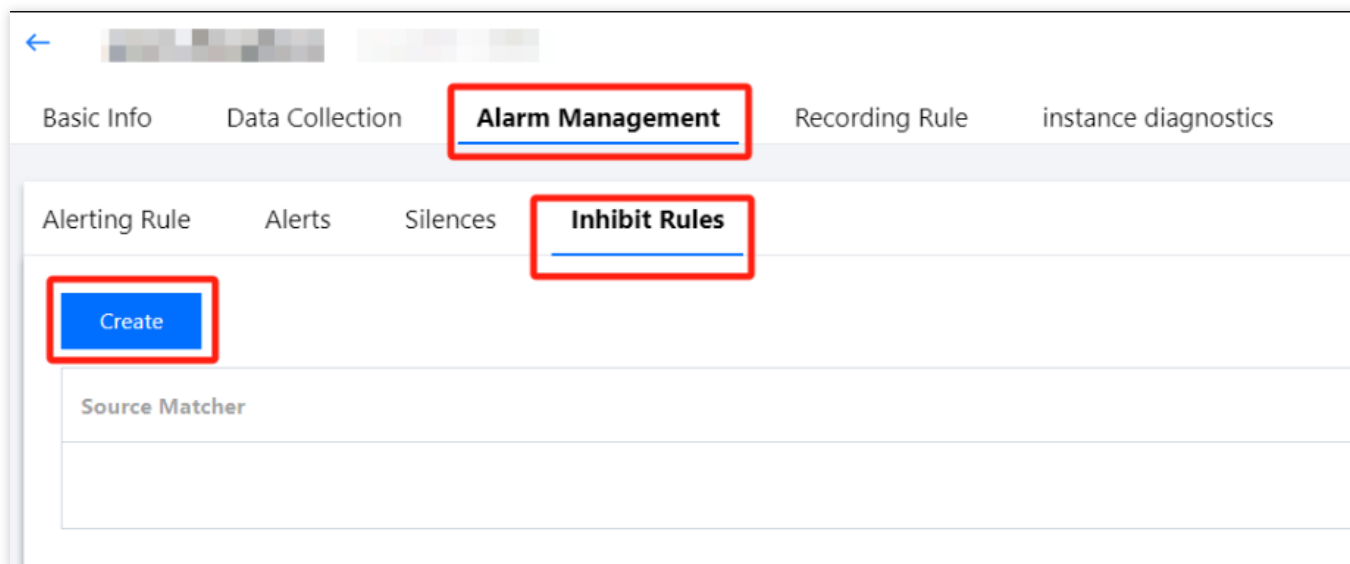 Basic Info Data Collection Alarm Management Recording Rule instance diagnostics
Alerting Rule Alerts Silences Inhibit Rules
Create
Source Matcher